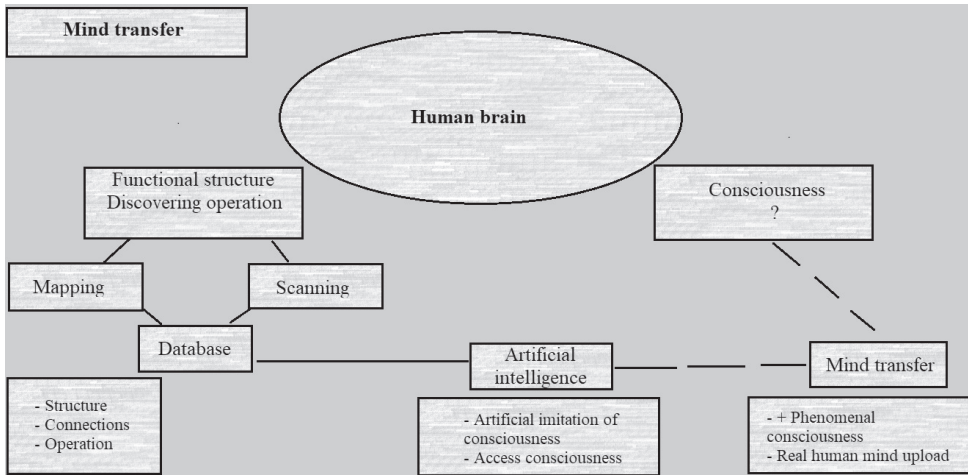 Mind transfer
Human brain
Functional structure
Discovering operation
Consciousness
?
Mapping
Scanning
Database
Artificial
intelligence
Mind transfer
- Structure
- Connections
- Operation
- Artificial imitation of
consciousness
- Access consciousness
- + Phenomenal
consciousness
- Real human mind upload